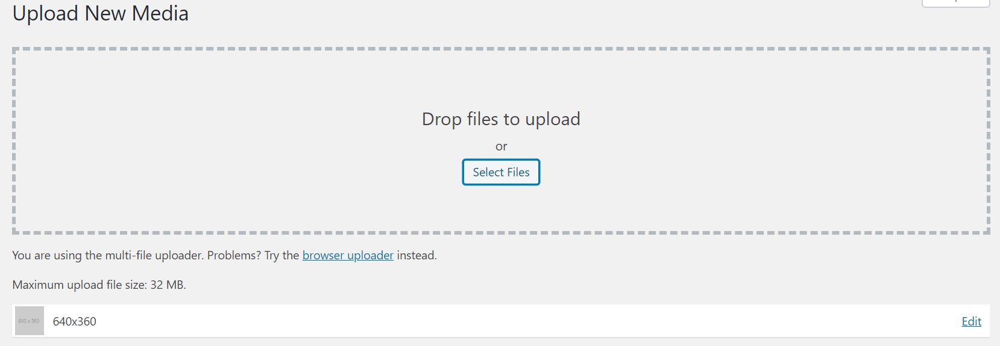 Upload New Media
Drop files to upload
or
Select Files
You are using the multi-file uploader. Problems? Try the browser uploader instead.
Maximum upload file size: 32 MB.
640 x 360
640x360
Edit